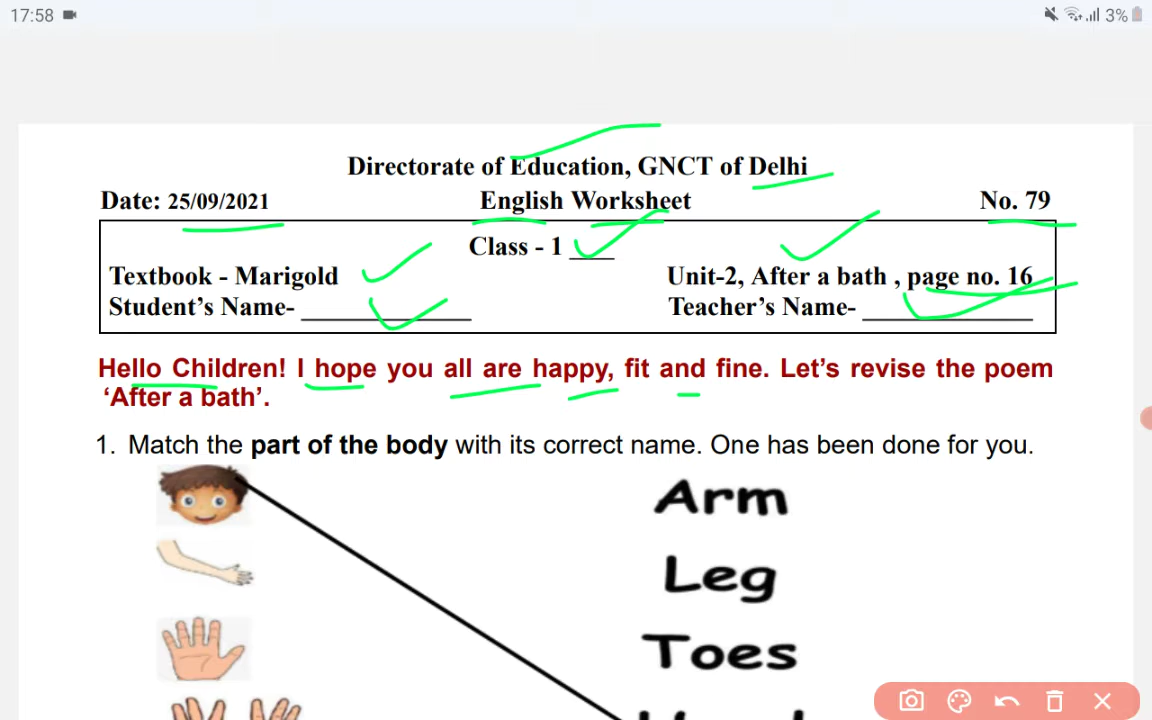 17:58
3%
Directorate of Education, GNCT of Delhi
Date: 25/09/2021 English Worksheet No. 79
Class - 1 ____
Textbook - Marigold Unit-2, After a bath , page no. 16
Student’s Name- _____________ Teacher’s Name- _____________
Hello Children! I hope you all are happy, fit and fine. Let’s revise the poem
‘After a bath’.
1. Match the part of the body with its correct name. One has been done for you.
Arm
Leg
Toes